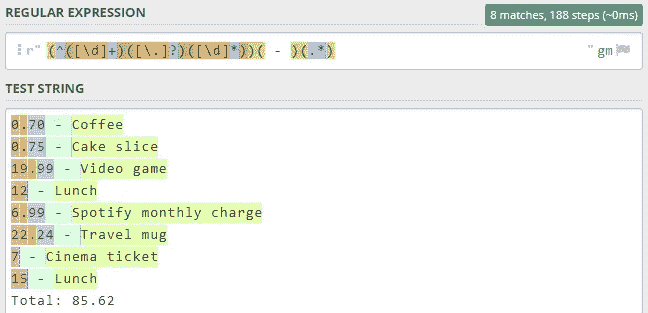 REGULAR EXPRESSION
8 matches, 188 steps (~0ms)
r" (^([\d]+)([\.]?)([\d]*))( - )(.*) " gm
TEST STRING
0.70 - Coffee
0.75 - Cake slice
19.99 - Video game
12 - Lunch
6.99 - Spotify monthly charge
22.24 - Travel mug
7 - Cinema ticket
15 - Lunch
Total: 85.62